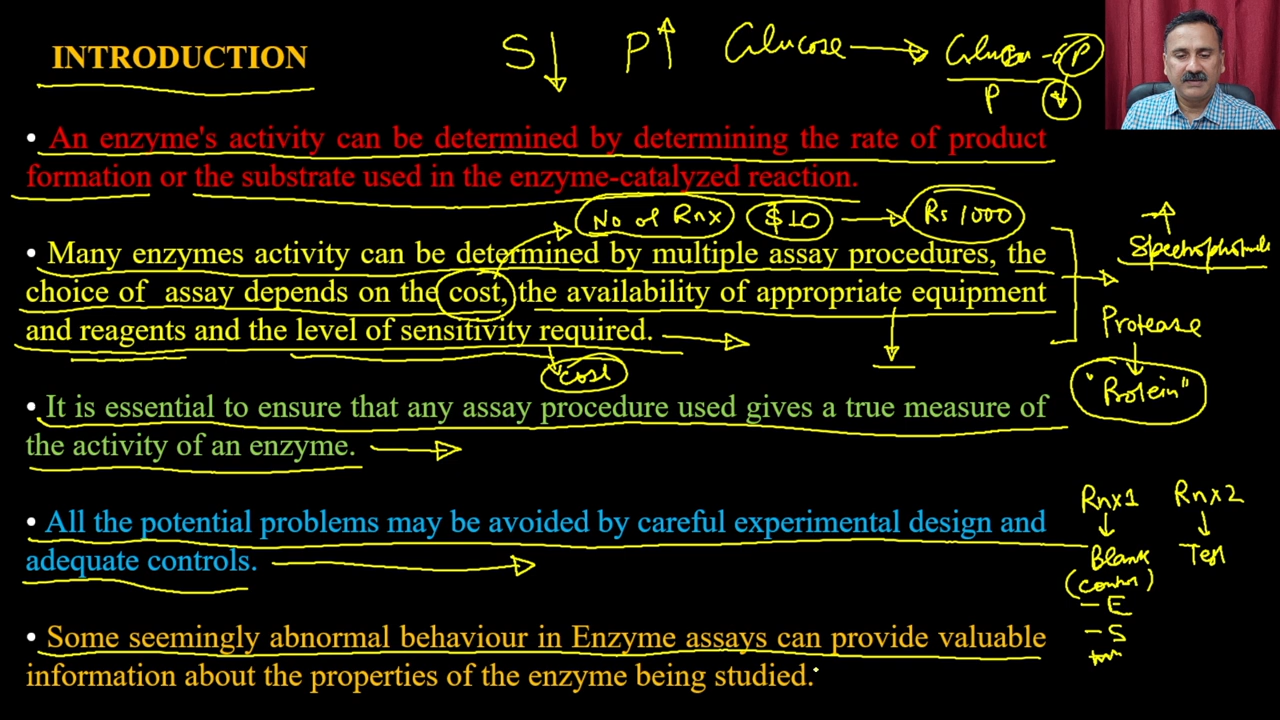 INTRODUCTION
S↓ P↑ Glucose → Glucose - 6 P
P
• An enzyme's activity can be determined by determining the rate of product
formation or the substrate used in the enzyme-catalyzed reaction.
No of Rnx $10 → Rs 1000
• Many enzymes activity can be determined by multiple assay procedures, the
choice of assay depends on the cost, the availability of appropriate equipment
and reagents and the level of sensitivity required.
cost
Protease
"Protein"
• It is essential to ensure that any assay procedure used gives a true measure of
the activity of an enzyme.
• All the potential problems may be avoided by careful experimental design and
adequate controls.
Rnx1 Rnx2
Blank Test
(control)
- E
- S
• Some seemingly abnormal behaviour in Enzyme assays can provide valuable
information about the properties of the enzyme being studied.